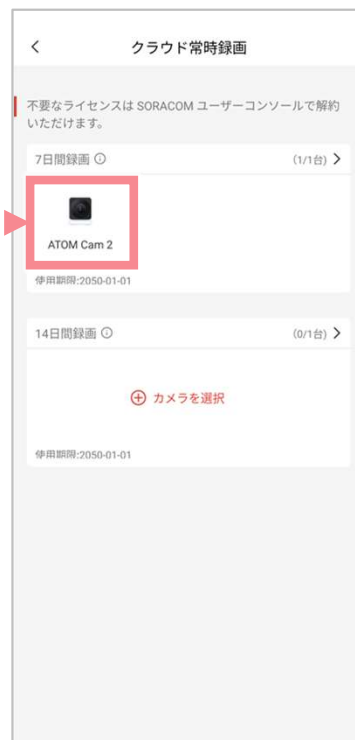 クラウド常時録画
不要なライセンスは SORACOM ユーザーコンソールで解約
いただけます。
7日間録画 (1/1台)
ATOM Cam 2
使用期限:2050-01-01
14日間録画 (0/1台)
カメラを選択
使用期限:2050-01-01